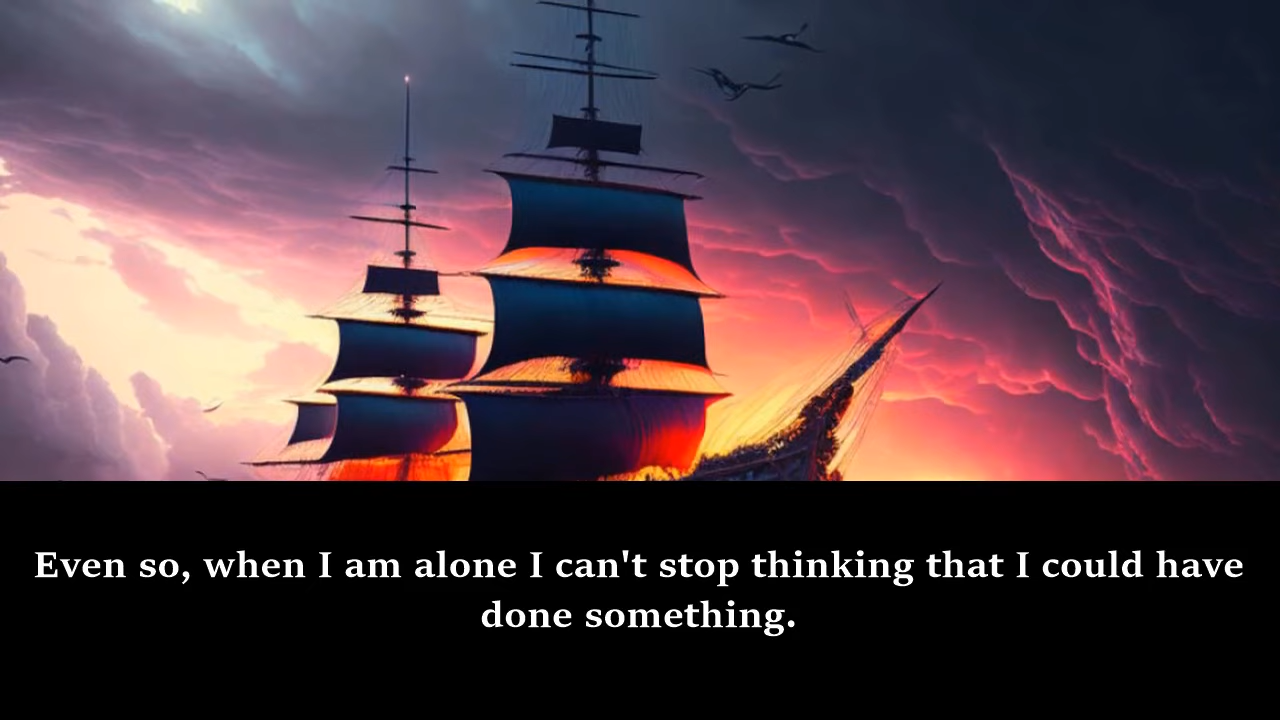 Even so, when I am alone I can't stop thinking that I could have
done something.